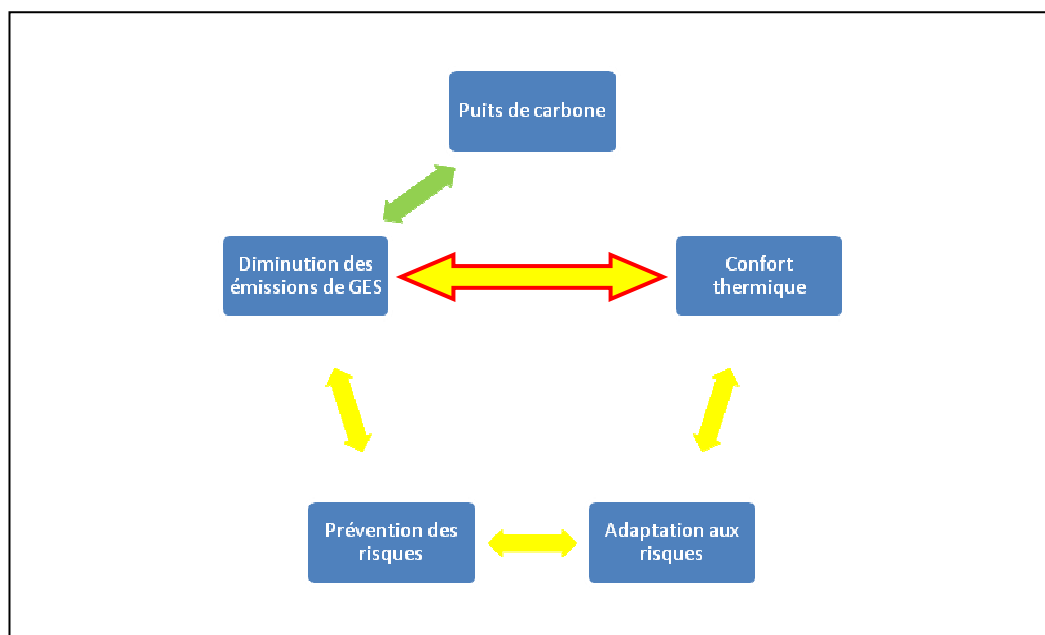 Puits de carbone
Diminution des
émissions de GES
Confort
thermique
Prévention des
risques
Adaptation aux
risques